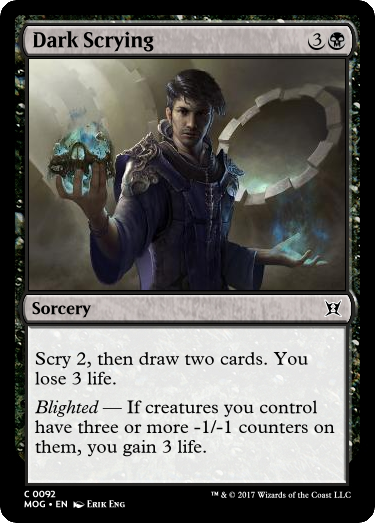 Dark Scrying 3
Sorcery
Scry 2, then draw two cards. You
lose 3 life.
Blighted — If creatures you control
have three or more -1/-1 counters on
them, you gain 3 life.
C 0092
MOG • EN Erik Eng
™ & © 2017 Wizards of the Coast LLC